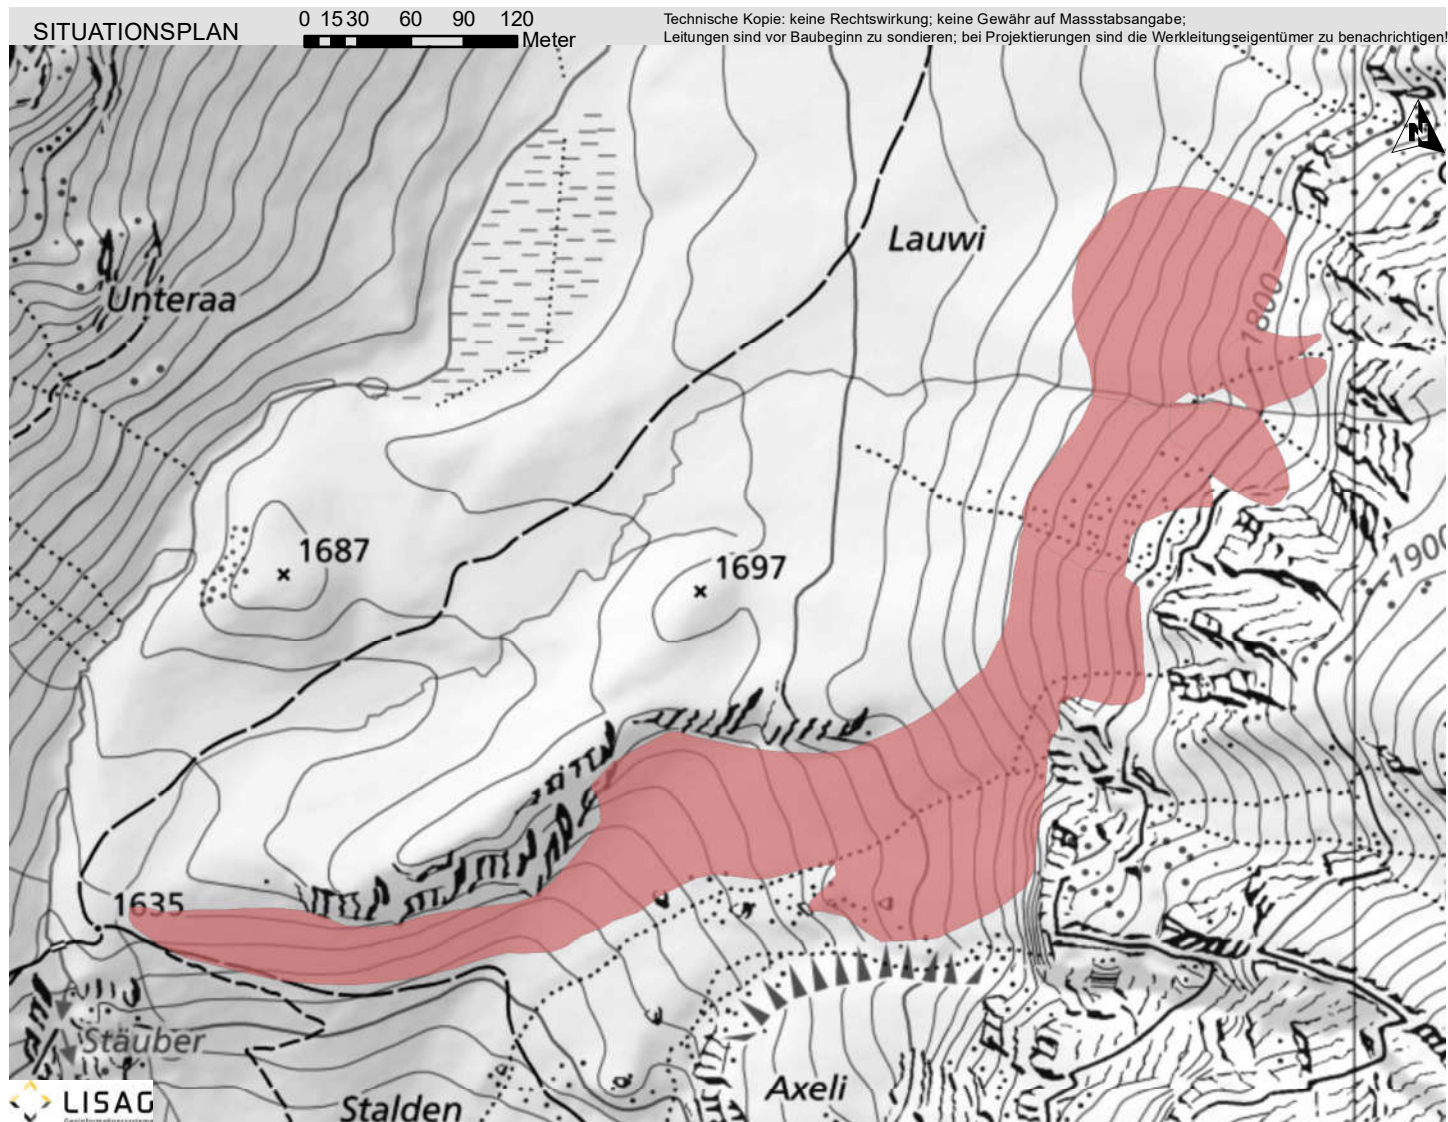 SITUATIONSPLAN
0 15 30 60 90 120
Meter
Technische Kopie: keine Rechtswirkung; keine Gewähr auf Massstabsangabe;
Leitungen sind vor Baubeginn zu sondieren; bei Projektierungen sind die Werkleitungseigentümer zu benachrichtigen!
N
Lauwi
Unteraa
1800
1687
1697
1900
1635
Stäuber
Stalden
Axeli
LISAG
Geoinformationssysteme